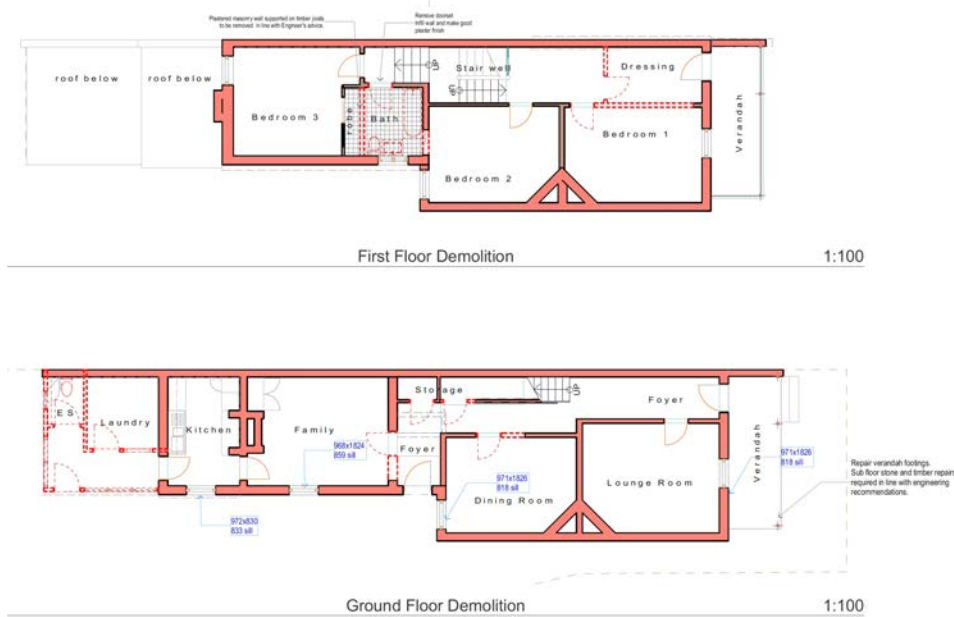 Plastered masonry wall supported on timber joists
to be removed in line with Engineer's advice.
Remove doorset
Infill wall and make good
plaster finish
roof below
roof below
Bedroom 3
robe
Bath
UP
UP
Stair well
Dressing
Bedroom 2
Bedroom 1
Verandah
First Floor Demolition
1:100
ES
Laundry
Kitchen
Family
Storage
UP
Foyer
Foyer
968x1824
859 sill
971x1826
818 sill
Dining Room
Lounge Room
Verandah
971x1826
818 sill
972x830
833 sill
Repair verandah footings.
Sub floor stone and timber repairs
required in line with engineering
recommendations.
Ground Floor Demolition
1:100